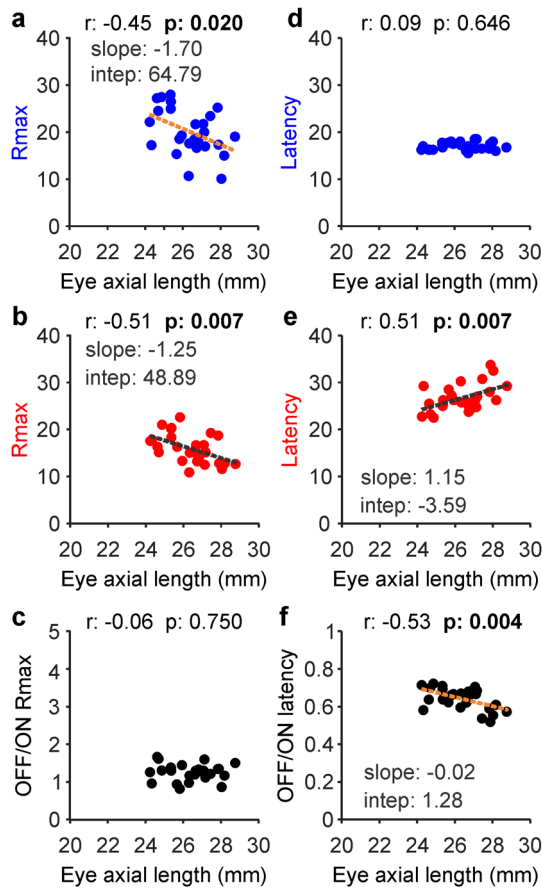 a
r: -0.45 p: 0.020
slope: -1.70
intep: 64.79
Rmax
40
30
20
10
0
20 22 24 26 28 30
Eye axial length (mm)
d
r: 0.09 p: 0.646
Latency
40
30
20
10
0
20 22 24 26 28 30
Eye axial length (mm)
b
r: -0.51 p: 0.007
slope: -1.25
intep: 48.89
Rmax
40
30
20
10
0
20 22 24 26 28 30
Eye axial length (mm)
e
r: 0.51 p: 0.007
Latency
40
30
20
10
0
slope: 1.15
intep: -3.59
20 22 24 26 28 30
Eye axial length (mm)
c
r: -0.06 p: 0.750
OFF/ON Rmax
5
4
3
2
1
0
20 22 24 26 28 30
Eye axial length (mm)
f
r: -0.53 p: 0.004
OFF/ON latency
1
0.8
0.6
0.4
0.2
0
slope: -0.02
intep: 1.28
20 22 24 26 28 30
Eye axial length (mm)